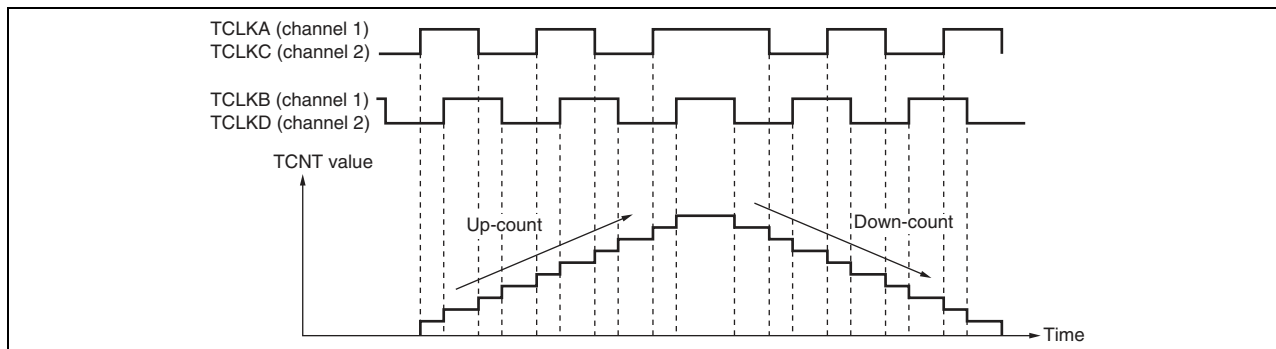 TCLKA (channel 1)
TCLKC (channel 2)
TCLKB (channel 1)
TCLKD (channel 2)
TCNT value
Up-count
Down-count
Time